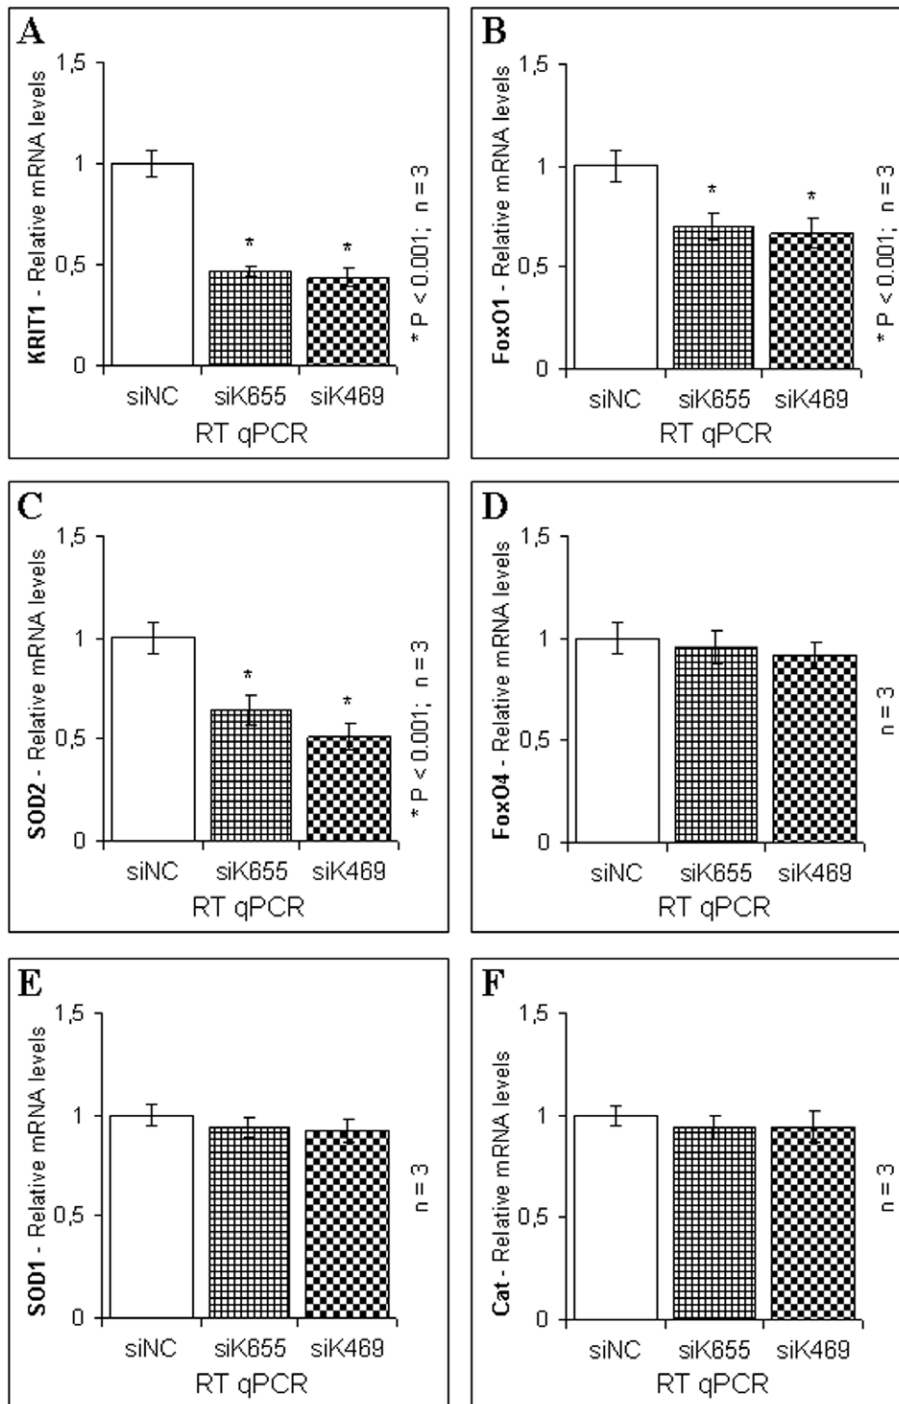 A
KRIT1 - Relative mRNA levels
1,5
1
0,5
0
siNC siK655 siK469
RT qPCR
* *
* P < 0.001; n = 3
B
FoxO1 - Relative mRNA levels
1,5
1
0,5
0
siNC siK655 siK469
RT qPCR
* *
* P < 0.001; n = 3
C
SOD2 - Relative mRNA levels
1,5
1
0,5
0
siNC siK655 siK469
RT qPCR
* *
* P < 0.001; n = 3
D
FoxO4 - Relative mRNA levels
1,5
1
0,5
0
siNC siK655 siK469
RT qPCR
n = 3
E
SOD1 - Relative mRNA levels
1,5
1
0,5
0
siNC siK655 siK469
RT qPCR
n = 3
F
Cat - Relative mRNA levels
1,5
1
0,5
0
siNC siK655 siK469
RT qPCR
n = 3